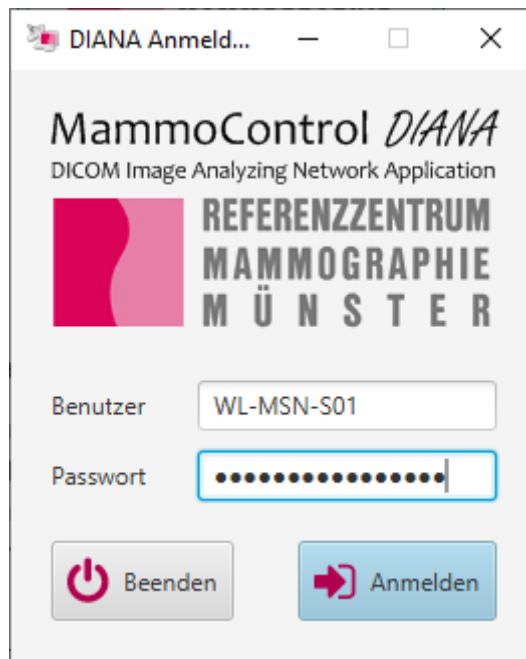 DIANA Anmeld...
MammoControl DIANA
DICOM Image Analyzing Network Application
REFERENZZENTRUM
MAMMOGRAPHIE
MÜNSTER
Benutzer WL-MSN-S01
Passwort ••••••••••••••••
Beenden Anmelden